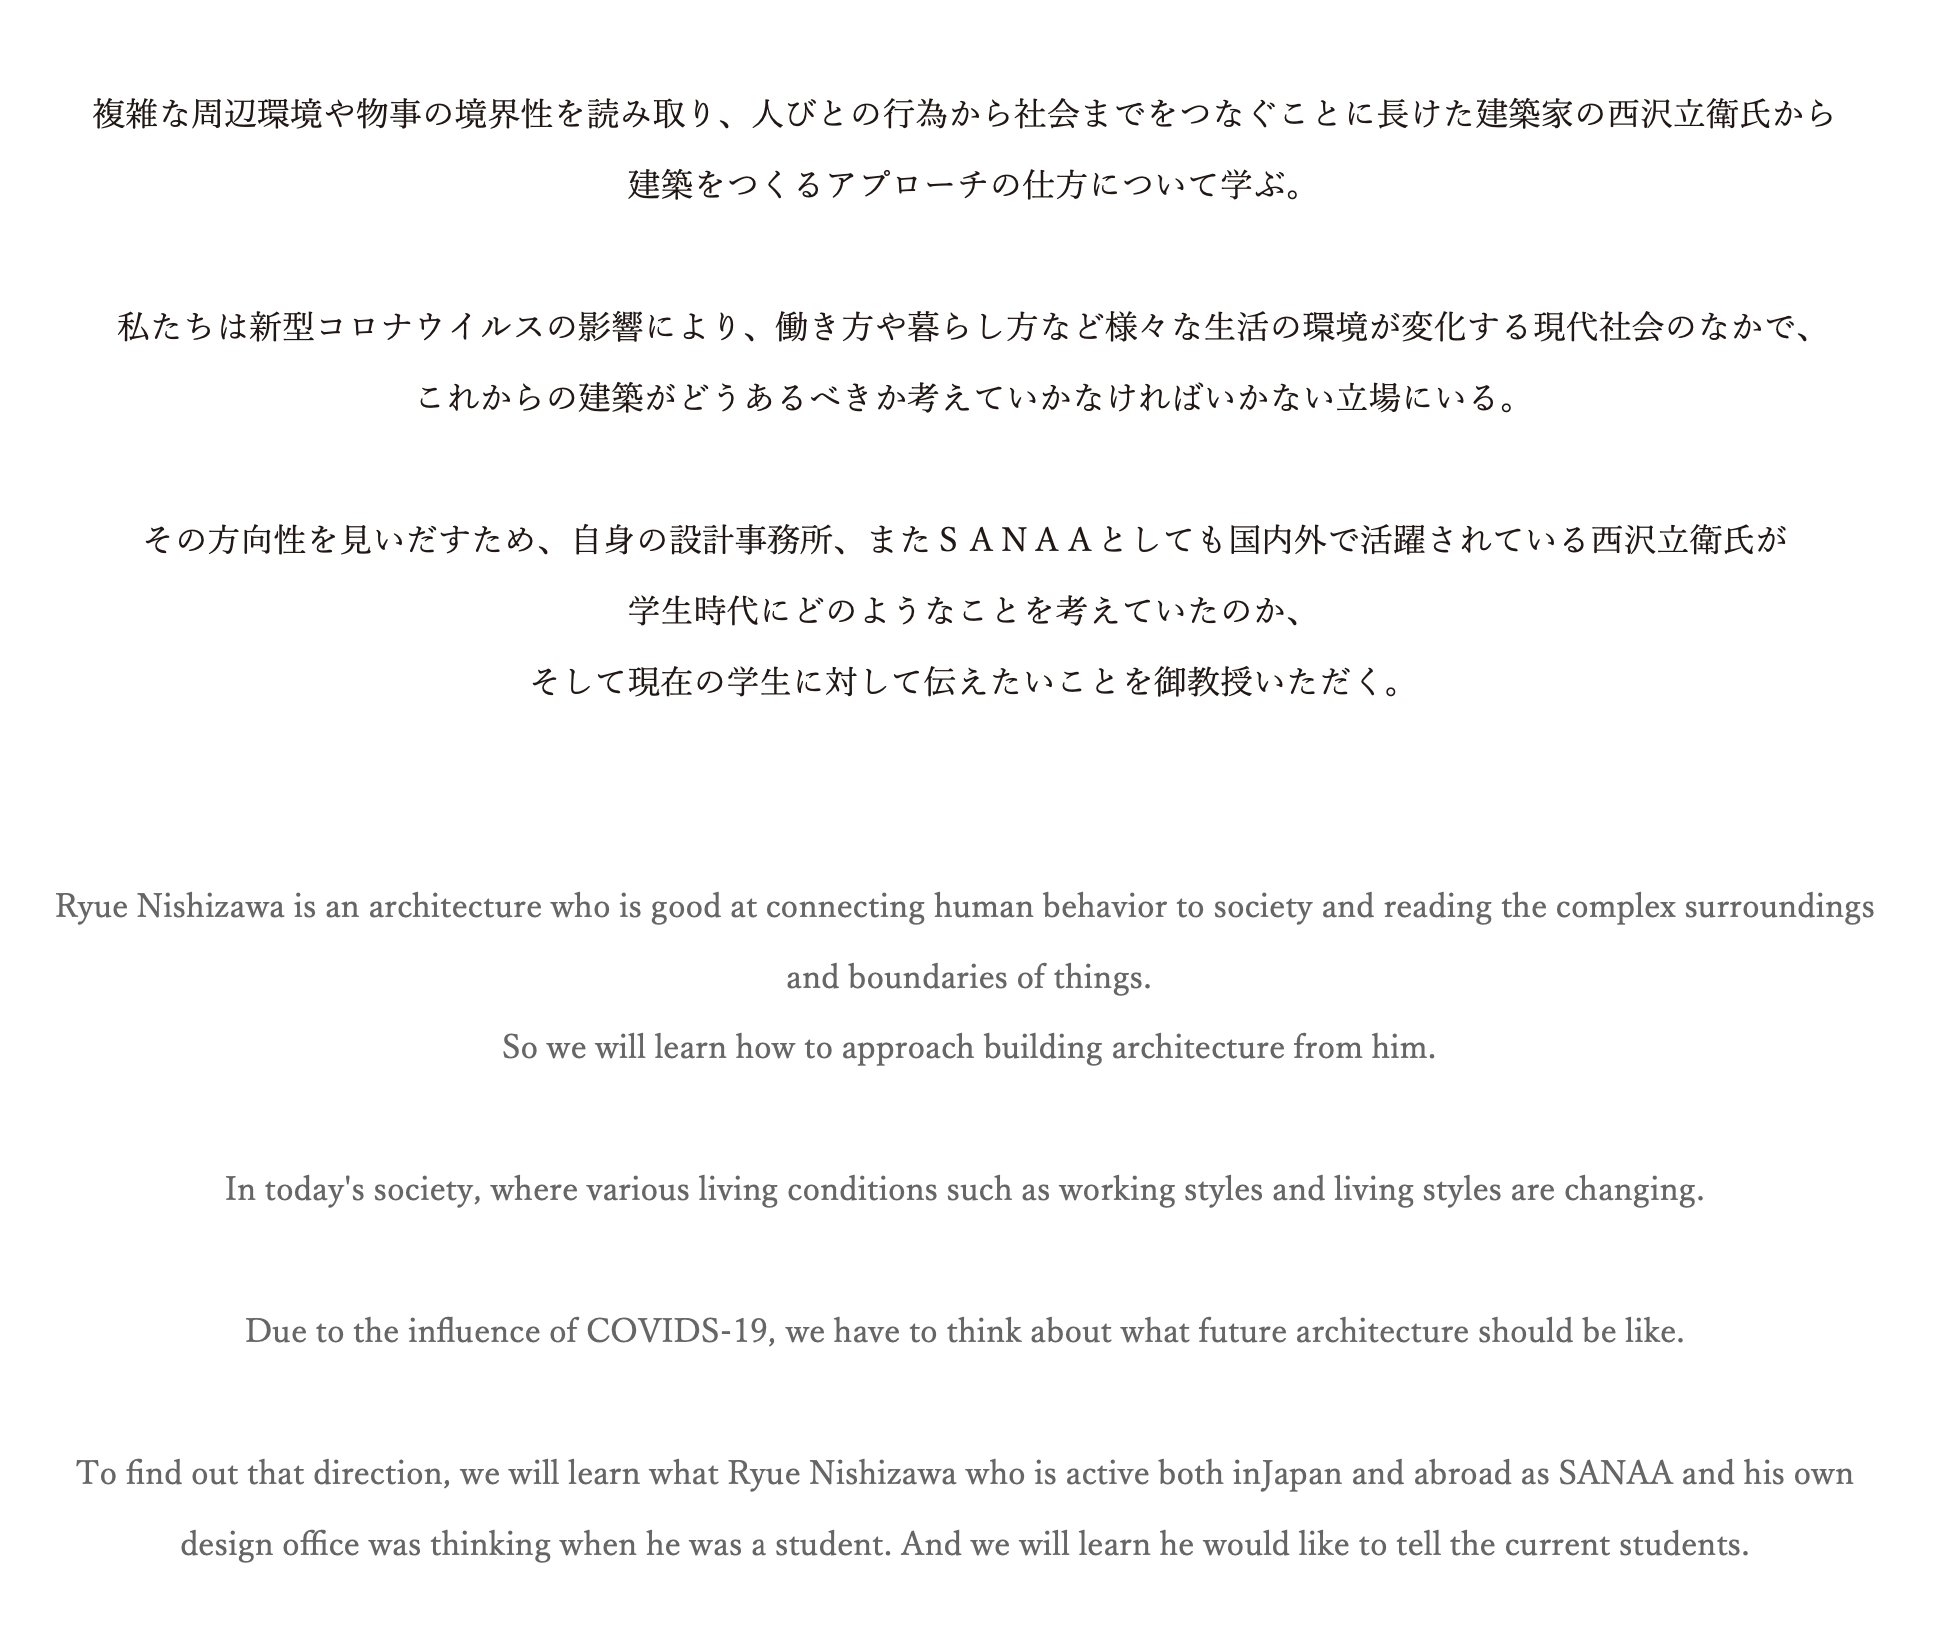 複雑な周辺環境や物事の境界性を読み取り、人びとの行為から社会までをつなぐことに長けた建築家の西沢立衛氏から
建築をつくるアプローチの仕方について学ぶ。
私たちは新型コロナウイルスの影響により、働き方や暮らし方など様々な生活の環境が変化する現代社会のなかで、
これからの建築がどうあるべきか考えていかなければいかない立場にいる。
その方向性を見いだすため、自身の設計事務所、またＳＡＮＡＡとしても国内外で活躍されている西沢立衛氏が
学生時代にどのようなことを考えていたのか、
そして現在の学生に対して伝えたいことを御教授いただく。
Ryue Nishizawa is an architecture who is good at connecting human behavior to society and reading the complex surroundings
and boundaries of things.
So we will learn how to approach building architecture from him.
In today's society, where various living conditions such as working styles and living styles are changing.
Due to the influence of COVIDS-19, we have to think about what future architecture should be like.
To find out that direction, we will learn what Ryue Nishizawa who is active both inJapan and abroad as SANAA and his own
design office was thinking when he was a student. And we will learn he would like to tell the current students.